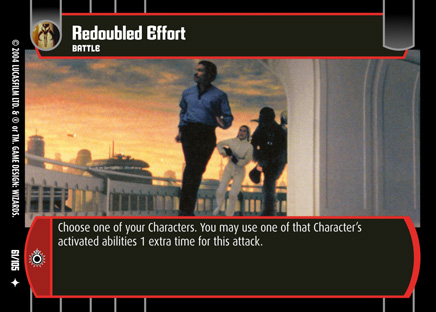 Redoubled Effort
BATTLE
Choose one of your Characters. You may use one of that Character's
activated abilities 1 extra time for this attack.
© 2004 LUCASFILM LTD. & ® or TM. GAME DESIGN: WIZARDS.
61/105